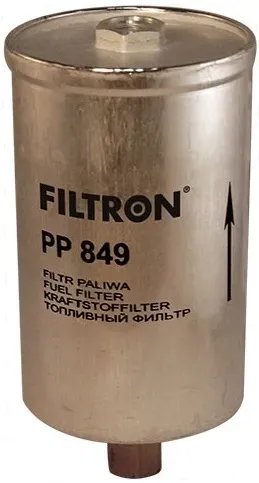 FILTRON®
PP 849
FILTR PALIWA
FUEL FILTER
KRAFTSTOFFILTER
ТОПЛИВНЫЙ ФИЛЬТР